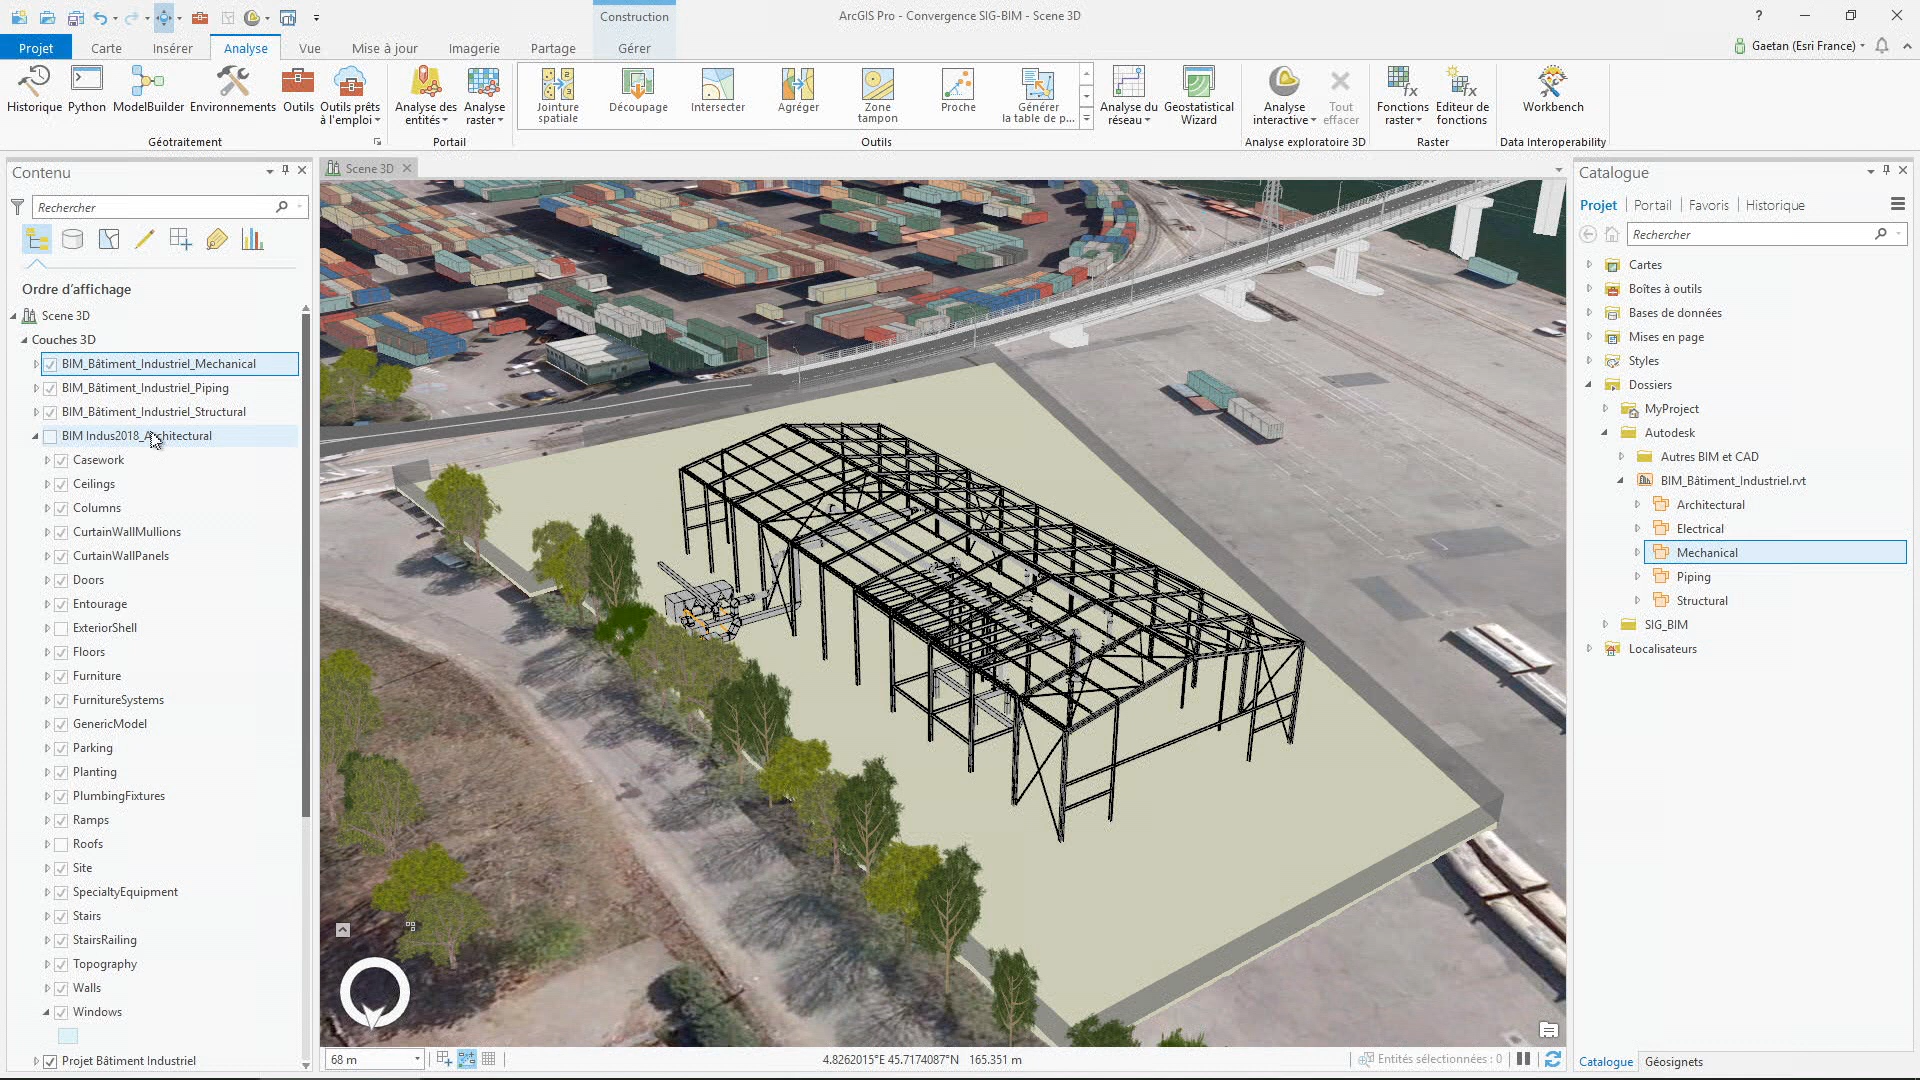 Construction
ArcGIS Pro - Convergence SIG-BIM - Scene 3D
?
Projet
Carte
Insérer
Analyse
Vue
Mise à jour
Imagerie
Partage
Gérer
Gaetan (Esri France)
Historique
Python
ModelBuilder
Environnements
Outils
Outils prêts
à l'emploi
Géotraitement
Analyse des
entités
Analyse
raster
Portail
Jointure
spatiale
Découpage
Intersecter
Agréger
Zone
tampon
Proche
Générer
la table de p...
Outils
Analyse du
réseau
Geostatistical
Wizard
Analyse
interactive
Tout
effacer
Analyse exploratoire 3D
Fonctions
raster
Editeur de
fonctions
Raster
Workbench
Data Interoperability
Contenu
Rechercher
Ordre d'affichage
Scene 3D
Couches 3D
BIM_Bâtiment_Industriel_Mechanical
BIM_Bâtiment_Industriel_Piping
BIM_Bâtiment_Industriel_Structural
BIM Indus2018_Architectural
Casework
Ceilings
Columns
CurtainWallMullions
CurtainWallPanels
Doors
Entourage
ExteriorShell
Floors
Furniture
FurnitureSystems
GenericModel
Parking
Planting
PlumbingFixtures
Ramps
Roofs
Site
SpecialtyEquipment
Stairs
StairsRailing
Topography
Walls
Windows
Projet Bâtiment Industriel
Scene 3D
68 m
4.8262015°E 45.7174087°N 165.351 m
Entités sélectionnées : 0
Catalogue
Projet
Portail
Favoris
Historique
Rechercher
Cartes
Boîtes à outils
Bases de données
Mises en page
Styles
Dossiers
MyProject
Autodesk
Autres BIM et CAD
BIM_Bâtiment_Industriel.rvt
Architectural
Electrical
Mechanical
Piping
Structural
SIG_BIM
Localisateurs
Catalogue
Géosignets